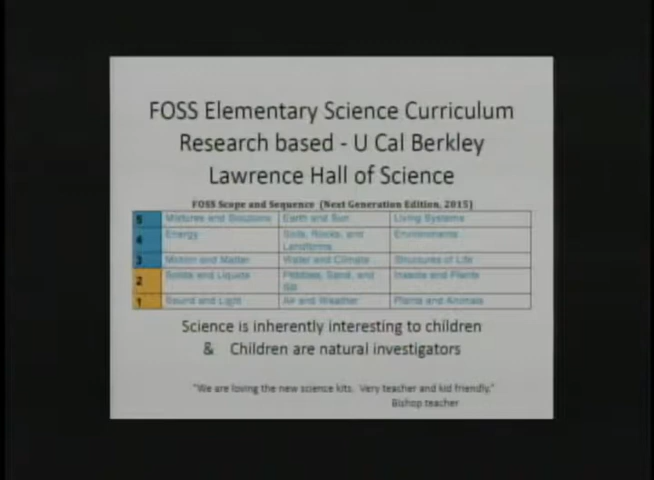 FOSS Elementary Science Curriculum
Research based - U Cal Berkley
Lawrence Hall of Science
FOSS Scope and Sequence (Next Generation Edition, 2015)
5 Mixtures and Solutions Earth and Sun Living Systems
4 Energy Soils, Rocks, and Landforms Environments
3 Motion and Matter Water and Climate Structures of Life
2 Solids and Liquids Pebbles, Sand, and Silt Insects and Plants
1 Sound and Light Air and Weather Plants and Animals
Science is inherently interesting to children
& Children are natural investigators
"We are loving the new science kits. Very teacher and kid friendly."
Bishop teacher